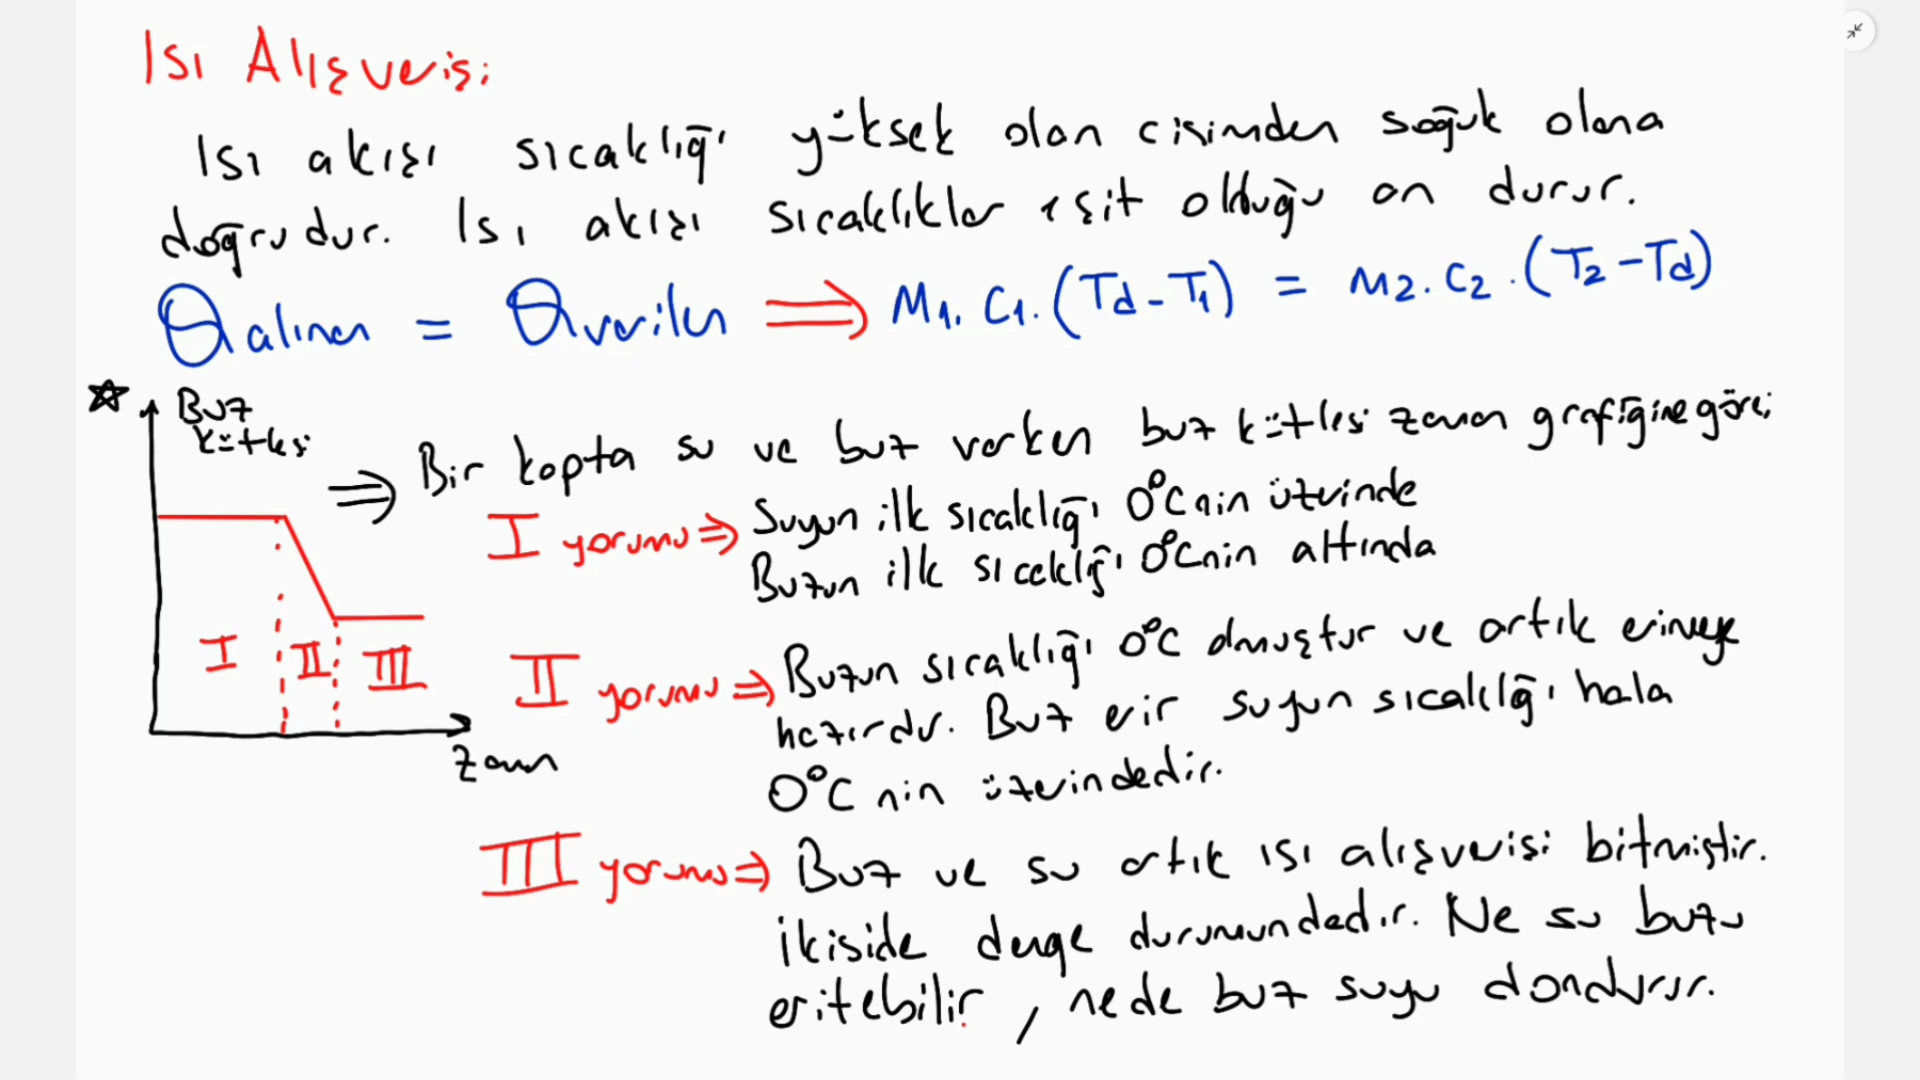 Isı Alışverişi
Isı akışı sıcaklığı yüksek olan cisimden soğuk olana
doğrudur. Isı akışı sıcaklıklar eşit olduğu an durur.
Qalınan = Qverilen ⇒ M1.C1.(Td-T1) = M2.C2.(T2-Td)
☆ Buz
kütlesi
⇒ Bir kapta su ve buz varken buz kütlesi zaman grafiğine göre;
I yorumu ⇒ Suyun ilk sıcaklığı 0°C nin üzerinde
Buzun ilk sıcaklığı 0°C nin altında
I II III
Zaman
II yorumu ⇒ Buzun sıcaklığı 0°C olmuştur ve artık erimeye
hazırdır. Buz erir suyun sıcaklığı hala
0°C nin üzerindedir.
III yorumu ⇒ Buz ve su artık ısı alışverişi bitmiştir.
ikiside denge durumundadır. Ne su buzu
eritebilir, nede buz suyu dondurur.